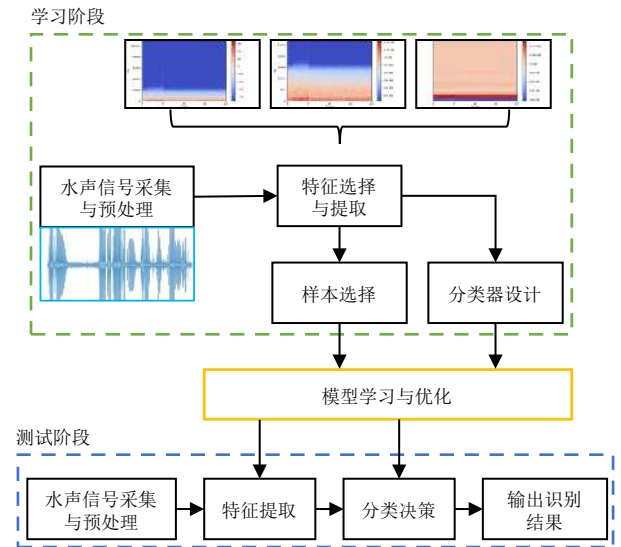 学习阶段
水声信号采集
与预处理
特征选择
与提取
样本选择
分类器设计
模型学习与优化
测试阶段
水声信号采集
与预处理
特征提取
分类决策
输出识别
结果